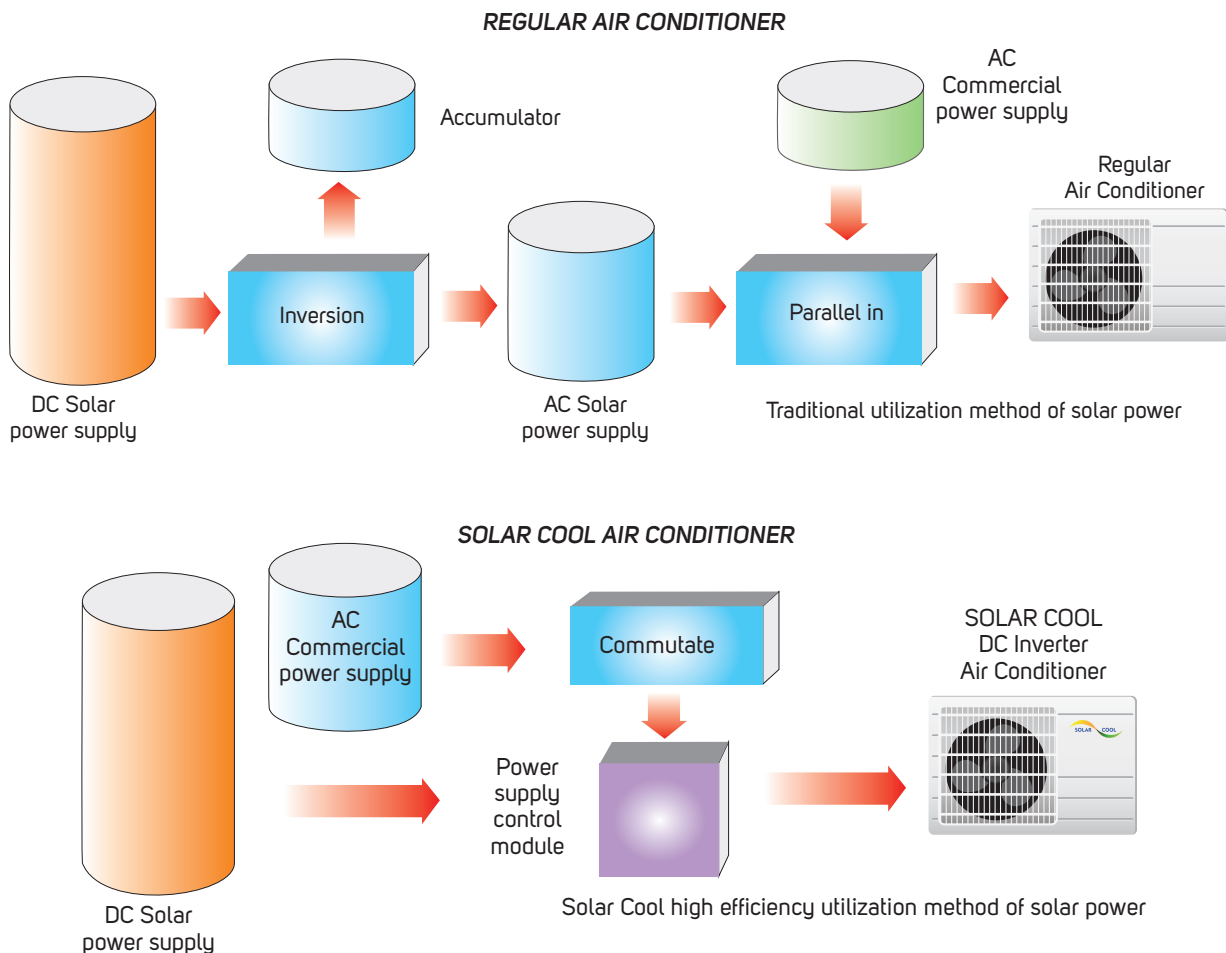 REGULAR AIR CONDITIONER
Accumulator
AC
Commercial
power supply
Regular
Air Conditioner
Inversion
Parallel in
DC Solar
power supply
AC Solar
power supply
Traditional utilization method of solar power
SOLAR COOL AIR CONDITIONER
AC
Commercial
power supply
Commutate
SOLAR COOL
DC Inverter
Air Conditioner
SOLAR COOL
Power
supply
control
module
DC Solar
power supply
Solar Cool high efficiency utilization method of solar power